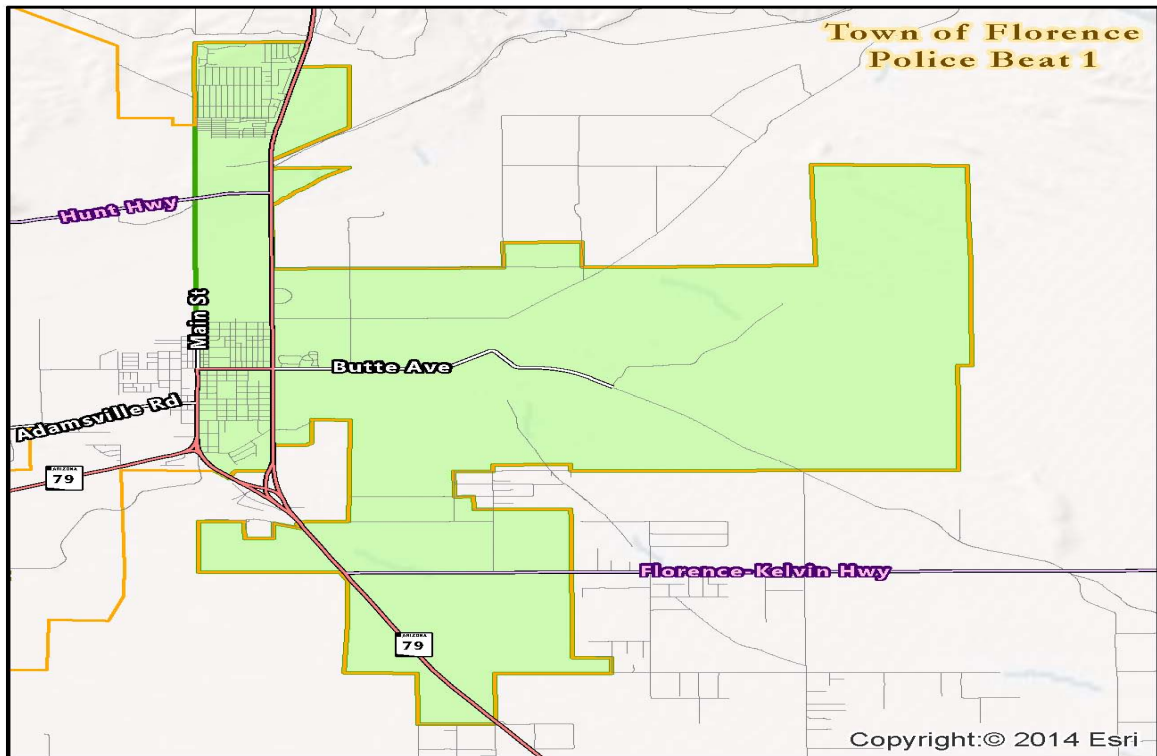 Town of Florence
Police Beat 1
Hunt Hwy
Main St
Butte Ave
Adamsville Rd
ARIZONA
79
Florence-Kelvin Hwy
ARIZONA
79
Copyright:© 2014 Esri